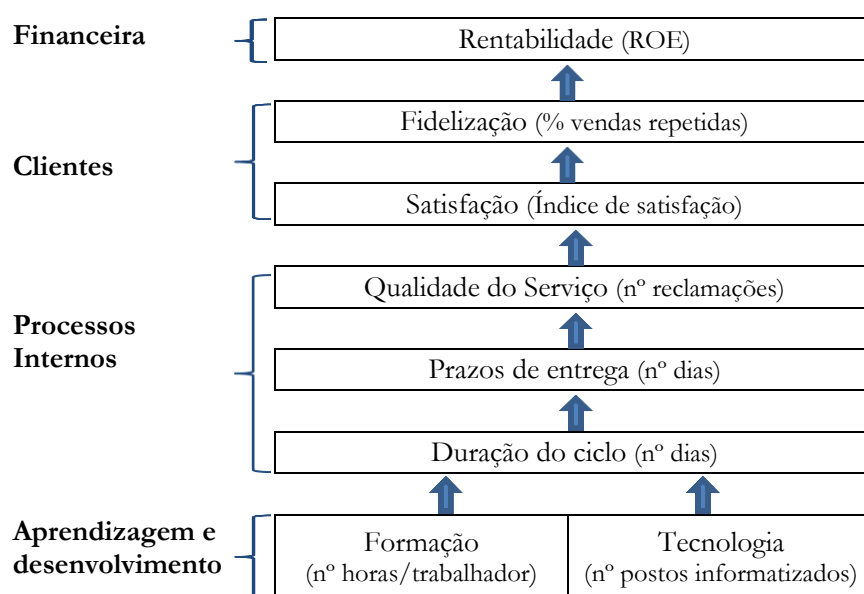 Financeira
Rentabilidade (ROE)
Clientes
Fidelização (% vendas repetidas)
Satisfação (Índice de satisfação)
Processos
Internos
Qualidade do Serviço (nº reclamações)
Prazos de entrega (nº dias)
Duração do ciclo (nº dias)
Aprendizagem e
desenvolvimento
Formação
(nº horas/trabalhador)
Tecnologia
(nº postos informatizados)